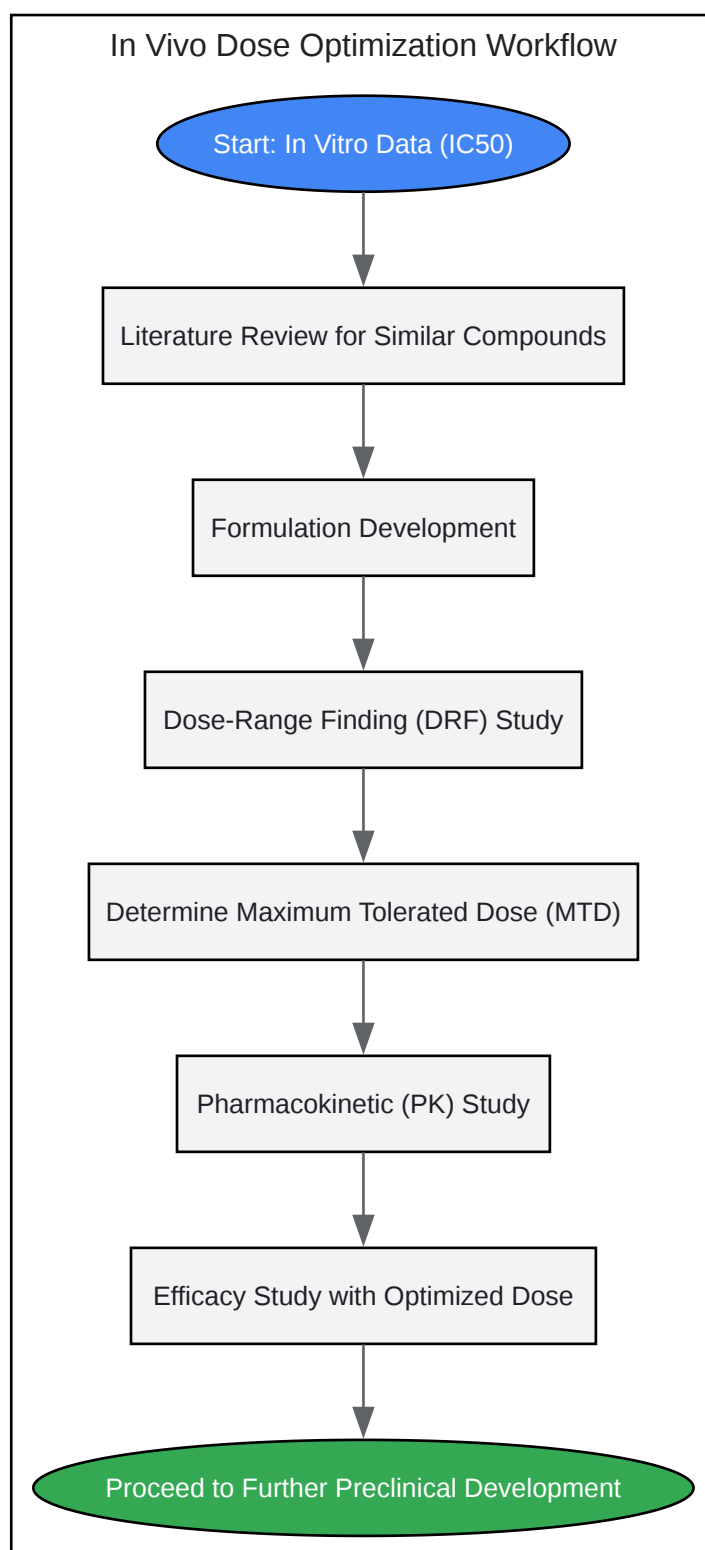 In Vivo Dose Optimization Workflow
Start: In Vitro Data (IC50)
Literature Review for Similar Compounds
Formulation Development
Dose-Range Finding (DRF) Study
Determine Maximum Tolerated Dose (MTD)
Pharmacokinetic (PK) Study
Efficacy Study with Optimized Dose
Proceed to Further Preclinical Development